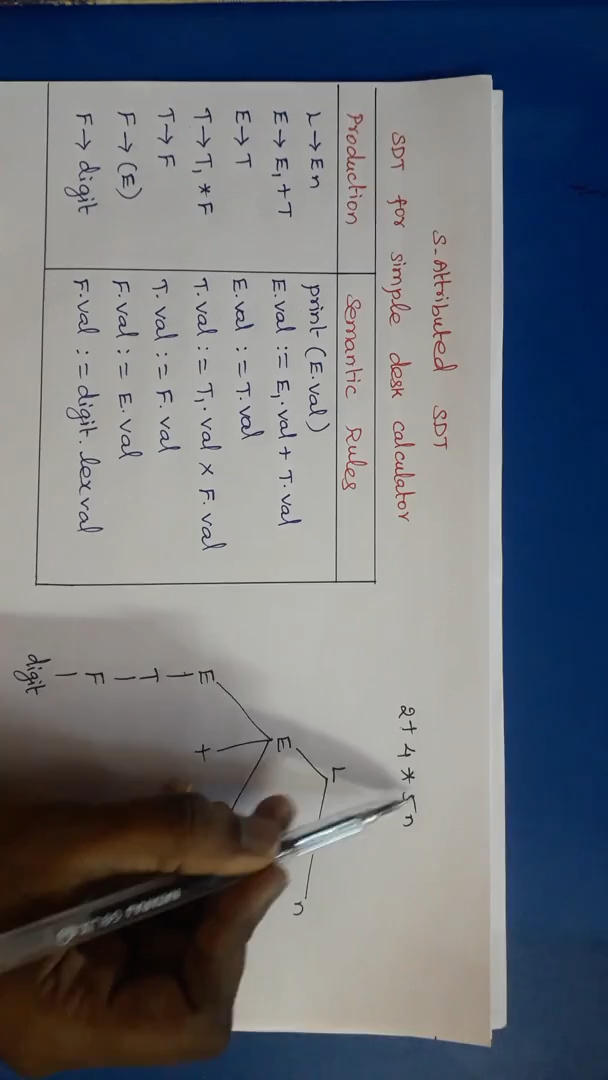 S-Attributed SDT
SDT for simple desk calculator
Production Semantic Rules
L → En print (E.val)
E → E₁ + T E.val := E₁.val + T.val
E → T E.val := T.val
T → T₁ * F T.val := T₁.val × F.val
T → F T.val := F.val
F → (E) F.val := E.val
F → digit F.val := digit.lexval
2 + 4 * 5n
L
E n
E +
T
F
digit